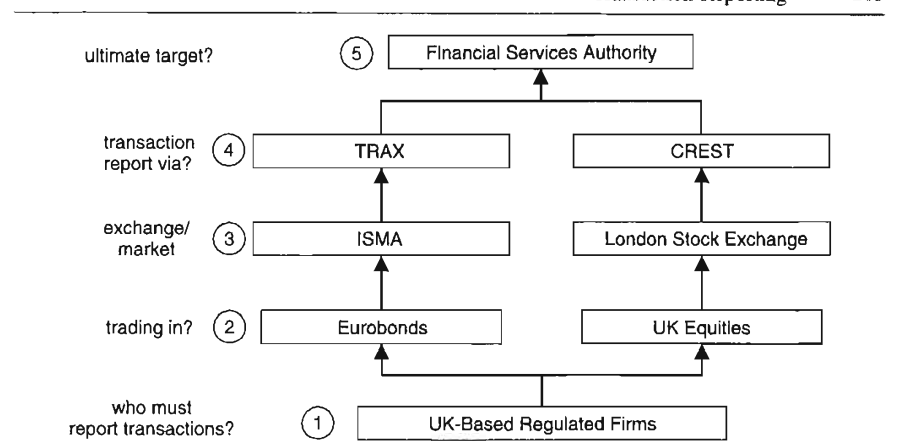 ultimate target? 5 Financial Services Authority
transaction
report via? 4 TRAX CREST
exchange/
market 3 ISMA London Stock Exchange
trading in? 2 Eurobonds UK Equities
who must
report transactions? 1 UK-Based Regulated Firms